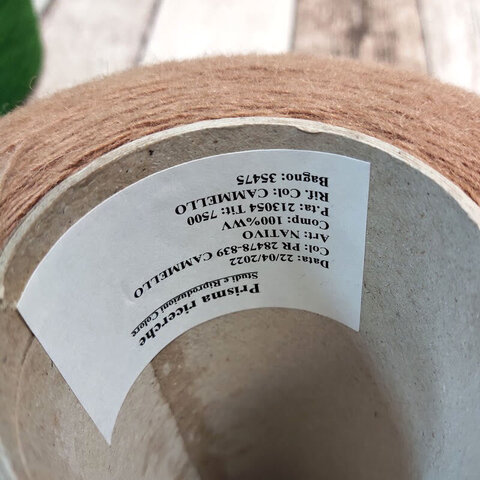 Prisma ricerche
Studi e Riproduzioni Colore
Data: 22/04/2022
Col: PR 28478-839 CAMMELLO
Art: NATIVO
Comp: 100%WV
P.ta: 213054 Tit: 7500
Rif. Col: CAMMELLO
Bagno: 35475